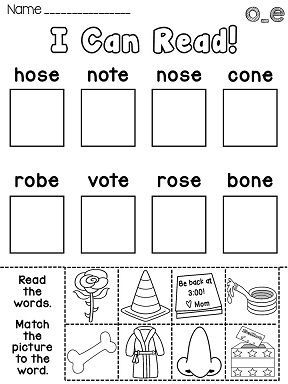 Name
o_e
I Can Read!
hose note nose cone
robe vote rose bone
Read
the
words.
Match
the
picture
to the
word.
Be back at
3:00!
♡ Mom